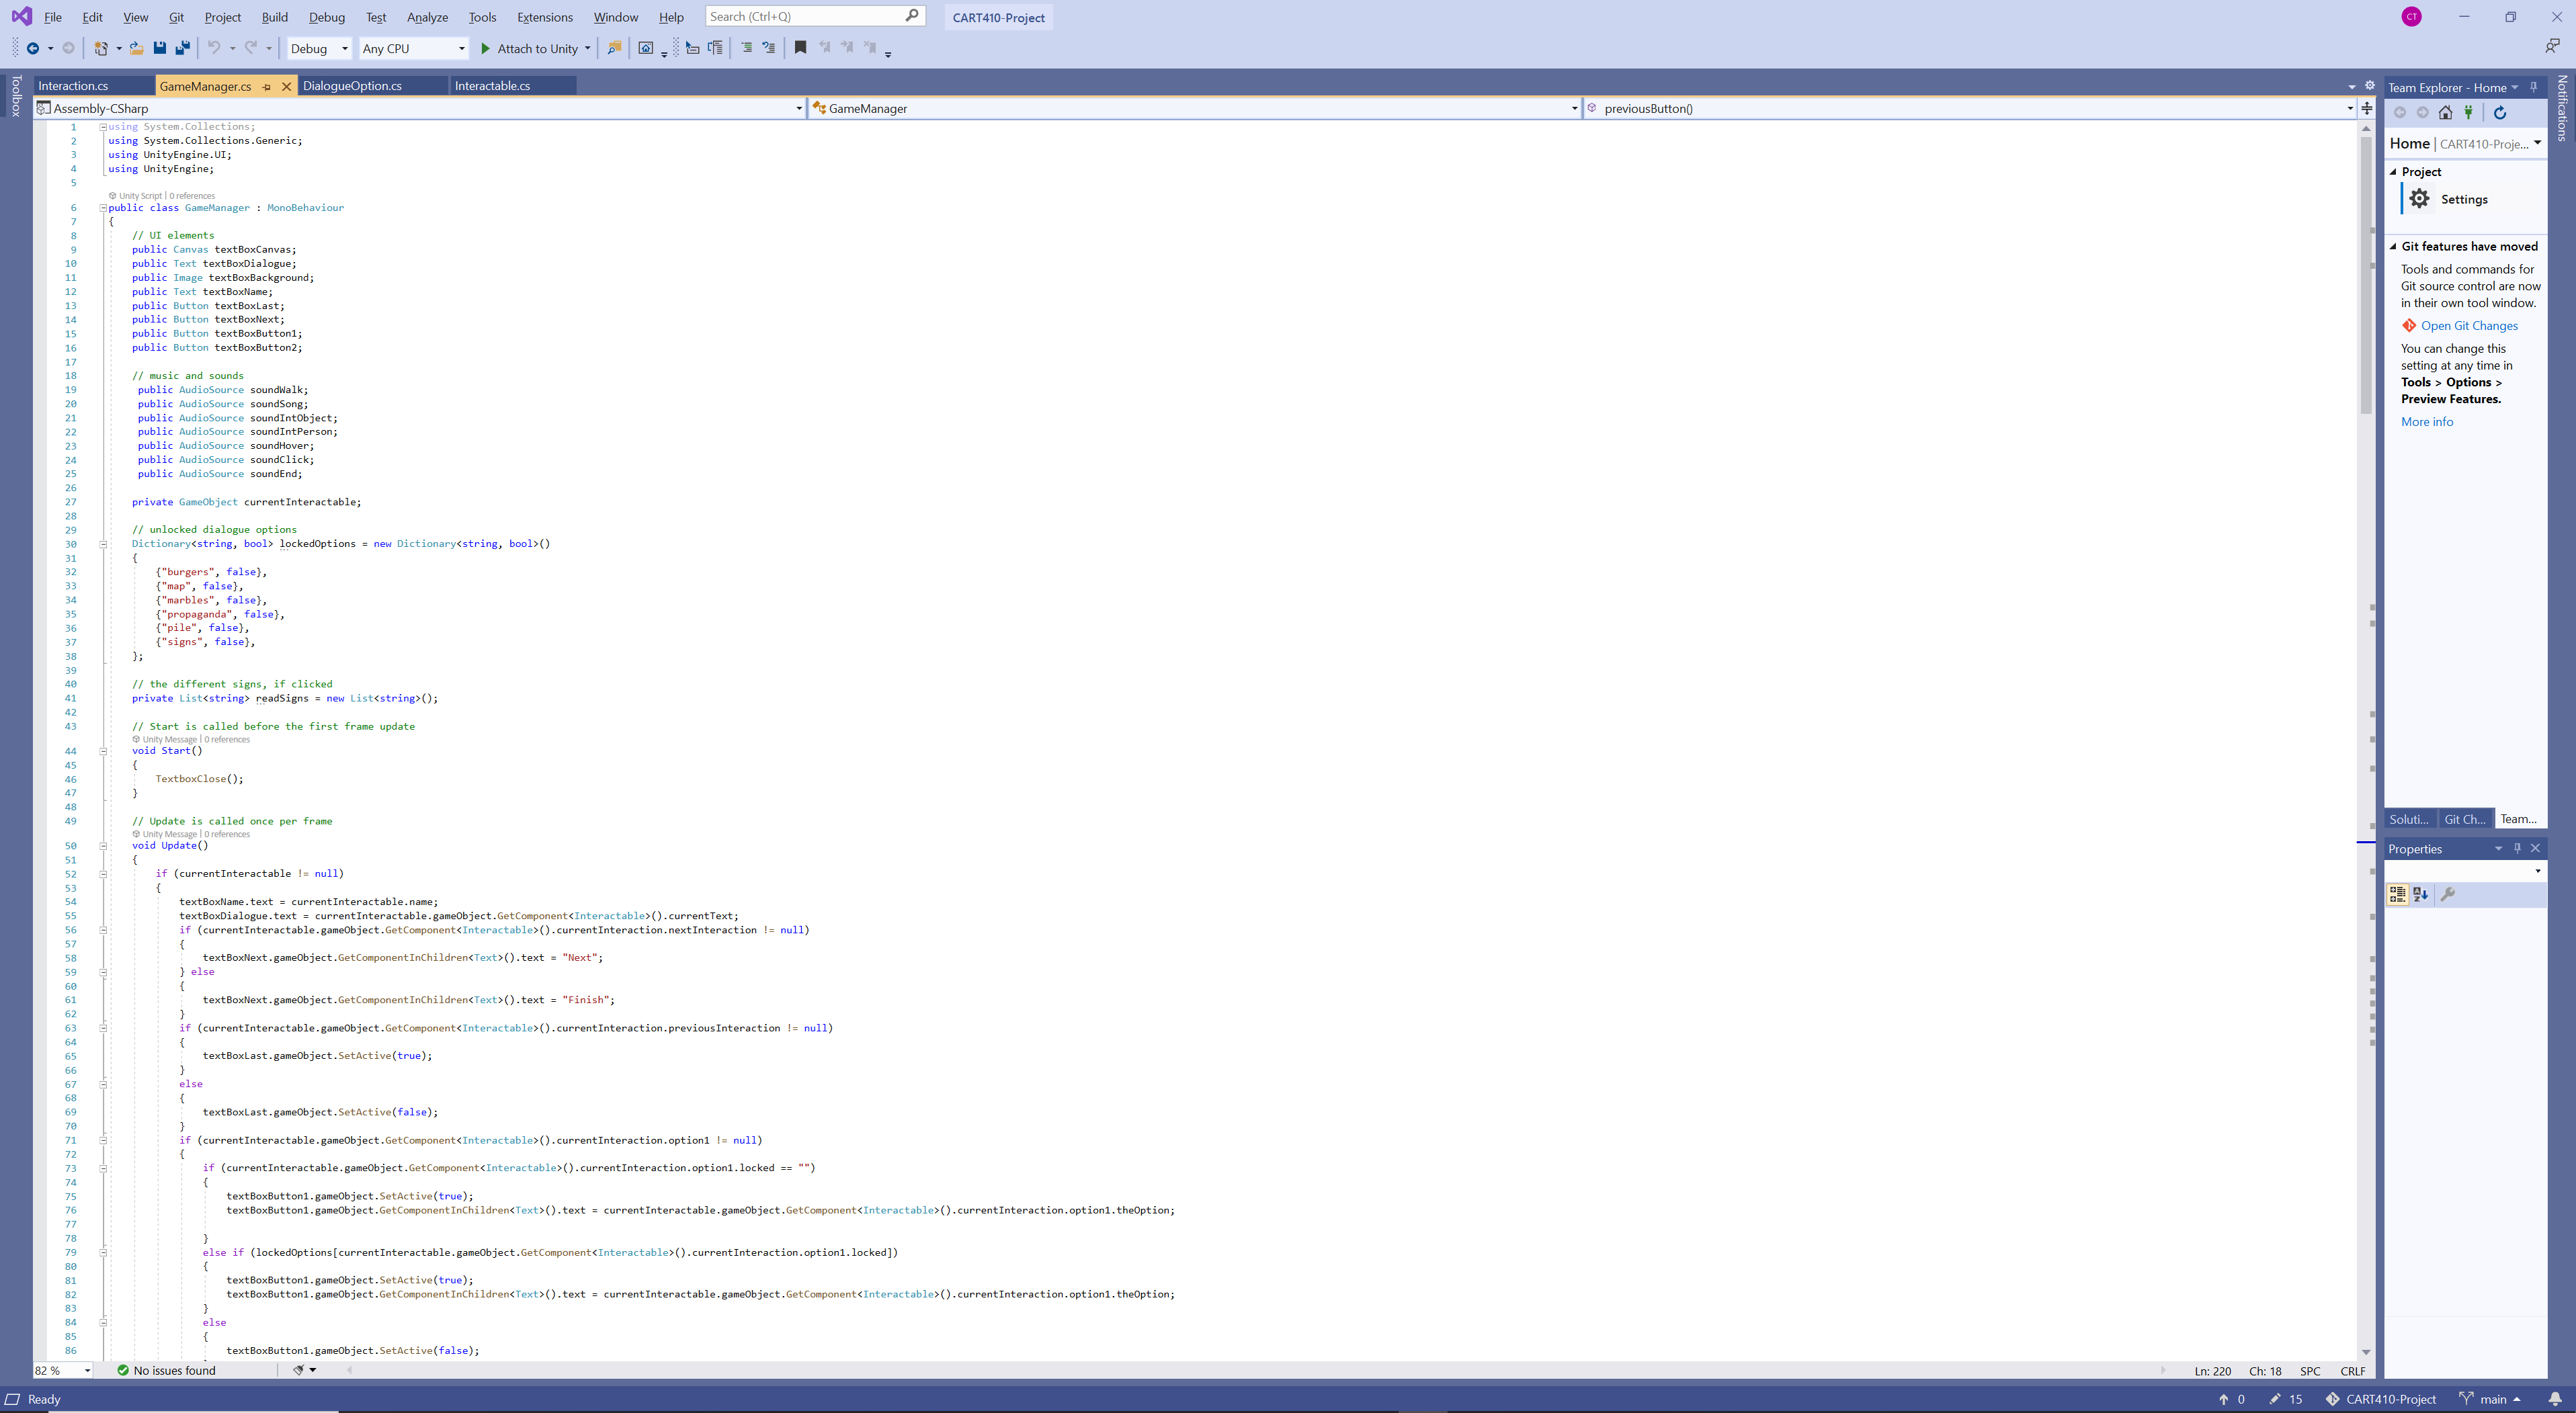 File Edit View Git Project Build Debug Test Analyze Tools Extensions Window Help Search (Ctrl+Q) CART410-Project CT
Debug Any CPU Attach to Unity
Toolbox
Interaction.cs GameManager.cs DialogueOption.cs Interactable.cs
Assembly-CSharp GameManager previousButton()
1 using System.Collections;
2 using System.Collections.Generic;
3 using UnityEngine.UI;
4 using UnityEngine;
5
Unity Script | 0 references
6 public class GameManager : MonoBehaviour
7 {
8 // UI elements
9 public Canvas textBoxCanvas;
10 public Text textBoxDialogue;
11 public Image textBoxBackground;
12 public Text textBoxName;
13 public Button textBoxLast;
14 public Button textBoxNext;
15 public Button textBoxButton1;
16 public Button textBoxButton2;
17
18 // music and sounds
19 public AudioSource soundWalk;
20 public AudioSource soundSong;
21 public AudioSource soundIntObject;
22 public AudioSource soundIntPerson;
23 public AudioSource soundHover;
24 public AudioSource soundClick;
25 public AudioSource soundEnd;
26
27 private GameObject currentInteractable;
28
29 // unlocked dialogue options
30 Dictionary<string, bool> lockedOptions = new Dictionary<string, bool>()
31 {
32 {"burgers", false},
33 {"map", false},
34 {"marbles", false},
35 {"propaganda", false},
36 {"pile", false},
37 {"signs", false},
38 };
39
40 // the different signs, if clicked
41 private List<string> readSigns = new List<string>();
42
43 // Start is called before the first frame update
Unity Message | 0 references
44 void Start()
45 {
46 TextboxClose();
47 }
48
49 // Update is called once per frame
Unity Message | 0 references
50 void Update()
51 {
52 if (currentInteractable != null)
53 {
54 textBoxName.text = currentInteractable.name;
55 textBoxDialogue.text = currentInteractable.gameObject.GetComponent<Interactable>().currentText;
56 if (currentInteractable.gameObject.GetComponent<Interactable>().currentInteraction.nextInteraction != null)
57 {
58 textBoxNext.gameObject.GetComponentInChildren<Text>().text = "Next";
59 } else
60 {
61 textBoxNext.gameObject.GetComponentInChildren<Text>().text = "Finish";
62 }
63 if (currentInteractable.gameObject.GetComponent<Interactable>().currentInteraction.previousInteraction != null)
64 {
65 textBoxLast.gameObject.SetActive(true);
66 }
67 else
68 {
69 textBoxLast.gameObject.SetActive(false);
70 }
71 if (currentInteractable.gameObject.GetComponent<Interactable>().currentInteraction.option1 != null)
72 {
73 if (currentInteractable.gameObject.GetComponent<Interactable>().currentInteraction.option1.locked == "")
74 {
75 textBoxButton1.gameObject.SetActive(true);
76 textBoxButton1.gameObject.GetComponentInChildren<Text>().text = currentInteractable.gameObject.GetComponent<Interactable>().currentInteraction.option1.theOption;
77
78 }
79 else if (lockedOptions[currentInteractable.gameObject.GetComponent<Interactable>().currentInteraction.option1.locked])
80 {
81 textBoxButton1.gameObject.SetActive(true);
82 textBoxButton1.gameObject.GetComponentInChildren<Text>().text = currentInteractable.gameObject.GetComponent<Interactable>().currentInteraction.option1.theOption;
83 }
84 else
85 {
86 textBoxButton1.gameObject.SetActive(false);
82 % No issues found Ln: 220 Ch: 18 SPC CRLF
Team Explorer - Home
Home | CART410-Proje...
Project
Settings
Git features have moved
Tools and commands for
Git source control are now
in their own tool window.
Open Git Changes
You can change this
setting at any time in
Tools > Options >
Preview Features.
More info
Soluti... Git Ch... Team...
Properties
Notifications
Ready 0 15 CART410-Project main